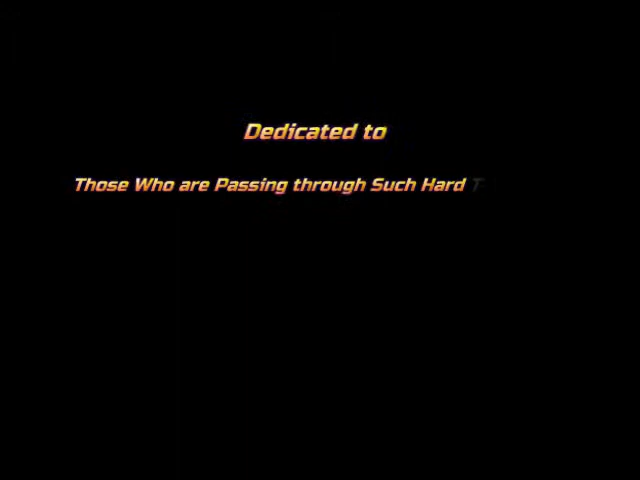 Dedicated to
Those Who are Passing through Such Hard T